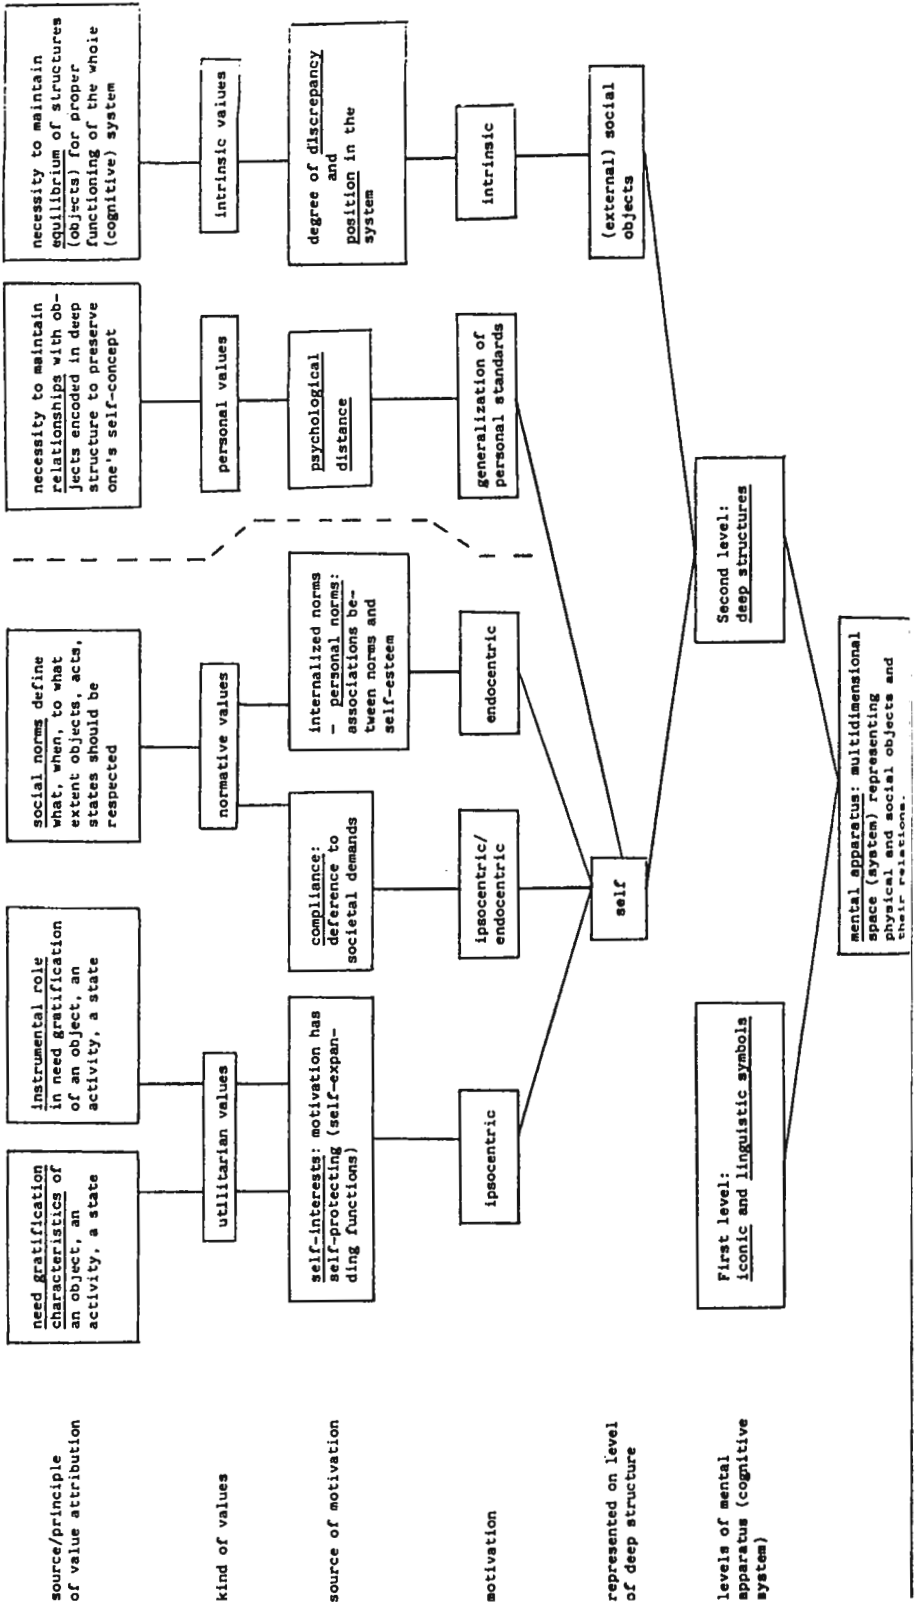 source/principle
of value attribution
need gratification
characteristics of
an object, an
activity, a state
instrumental role
in need gratification
of an object, an
activity, a state
social norms define
what, when, to what
extent objects, acts,
states should be
respected
necessity to maintain
relationships with ob-
jects encoded in deep
structure to preserve
one's self-concept
necessity to maintain
equilibrium of structures
(objects) for proper
functioning of the whole
(cognitive) system
kind of values
utilitarian values
normative values
personal values
intrinsic values
source of motivation
self-interests: motivation has
self-protecting (self-expan-
ding functions)
compliance:
deference to
societal demands
internalized norms
- personal norms:
associations be-
tween norms and
self-esteem
psychological
distance
degree of discrepancy
and
position in the
system
motivation
ipsocentric
ipsocentric/
endocentric
endocentric
generalization of
personal standards
intrinsic
represented on level
of deep structure
self
(external) social
objects
levels of mental
apparatus (cognitive
system)
First level:
iconic and linguistic symbols
Second level:
deep structures
mental apparatus: multidimensional
space (system) representing
physical and social objects and
their relations.